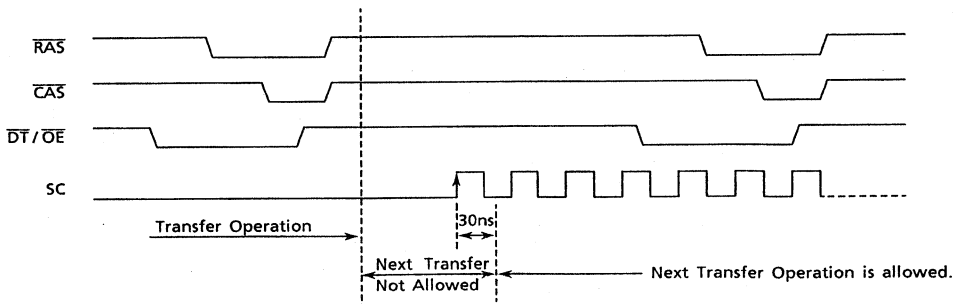 RAS
CAS
DT / OE
SC
30ns
Transfer Operation
Next Transfer
Not Allowed
Next Transfer Operation is allowed.